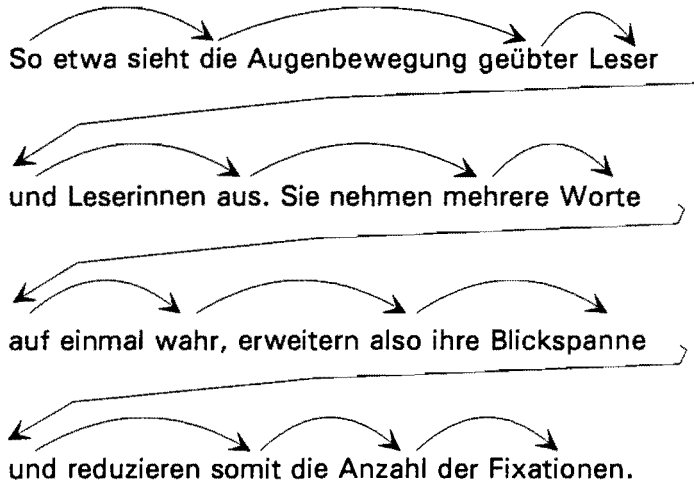 So etwa sieht die Augenbewegung geübter Leser
und Leserinnen aus. Sie nehmen mehrere Worte
auf einmal wahr, erweitern also ihre Blickspanne
und reduzieren somit die Anzahl der Fixationen.